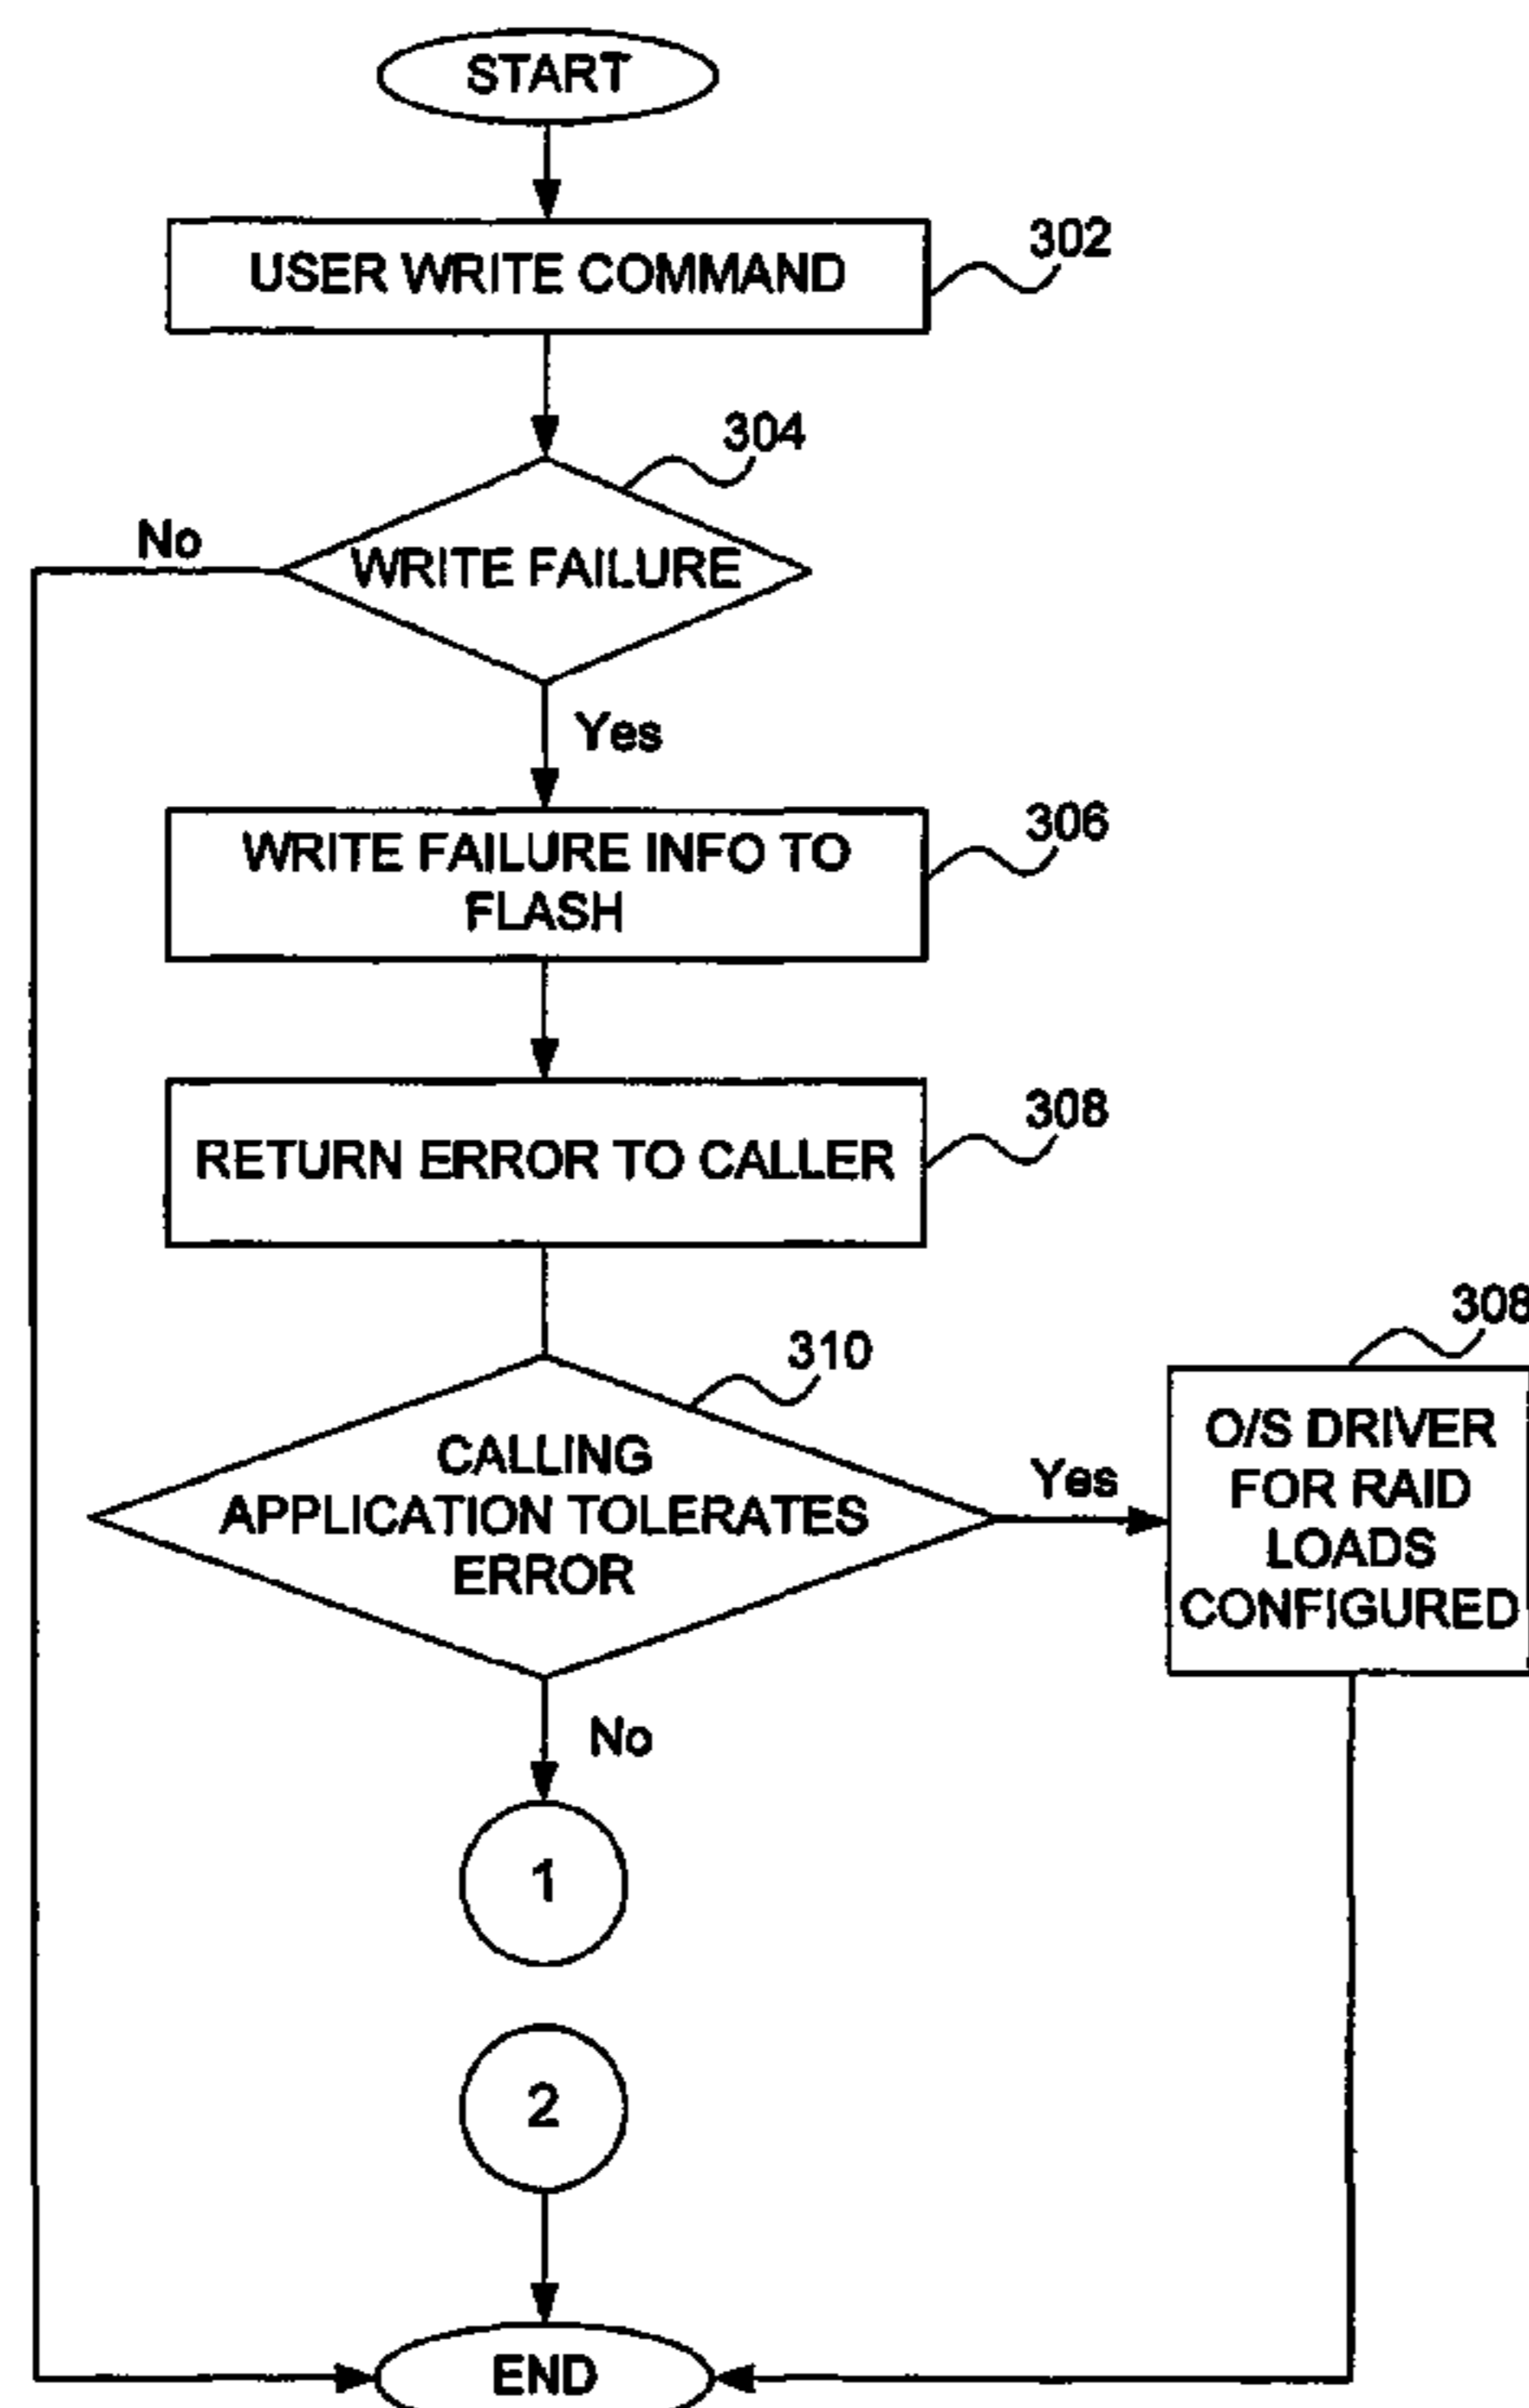 START
USER WRITE COMMAND
302
304
No
WRITE FAILURE
Yes
WRITE FAILURE INFO TO
FLASH
306
RETURN ERROR TO CALLER
308
310
CALLING
APPLICATION TOLERATES
ERROR
Yes
308
O/S DRIVER
FOR RAID
LOADS
CONFIGURED
No
1
2
END